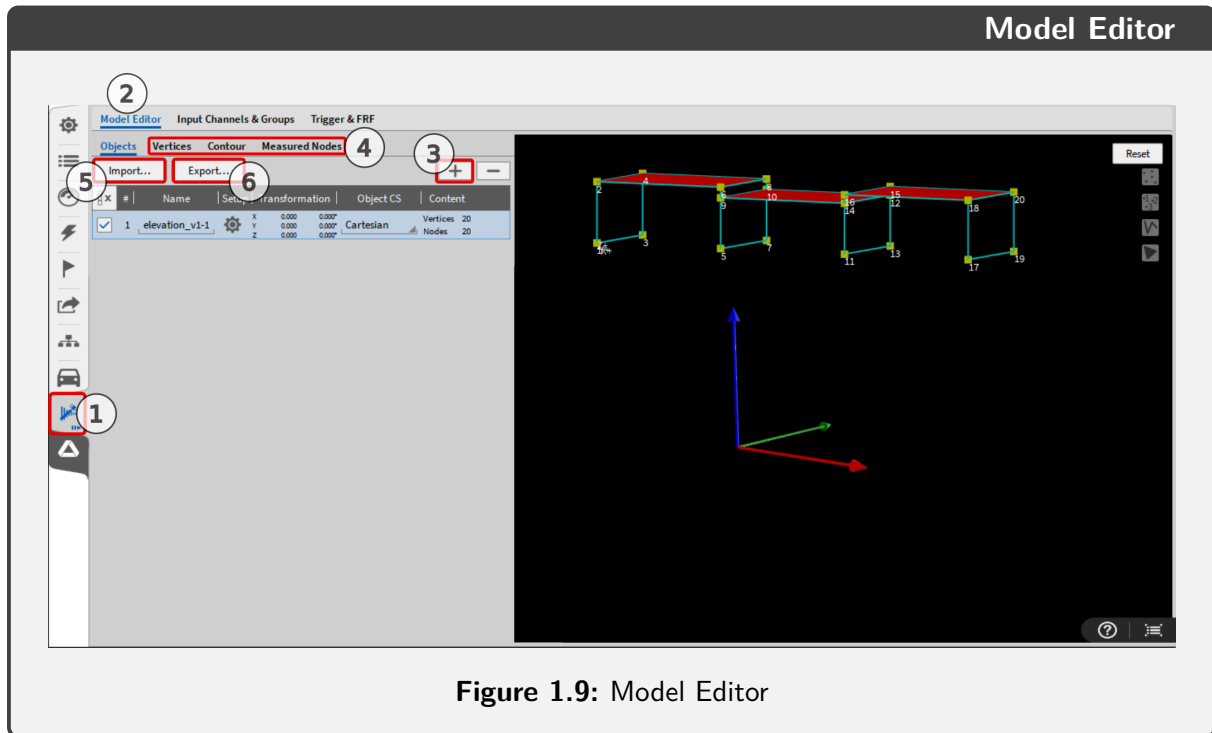 Model Editor
2
Model Editor Input Channels & Groups Trigger & FRF
Objects Vertices Contour Measured Nodes 4 3
Import... Export... + −
5 6
# Name Setup Transformation Object CS Content
1 elevation_v1-1 X 0.000 0.000° Cartesian Vertices 20
Y 0.000 0.000° Nodes 20
Z 0.000 0.000°
1
Reset
2 4 6 8 9 10 16 14 15 12 18 20
1 3 5 7 11 13 17 19
Figure 1.9: Model Editor